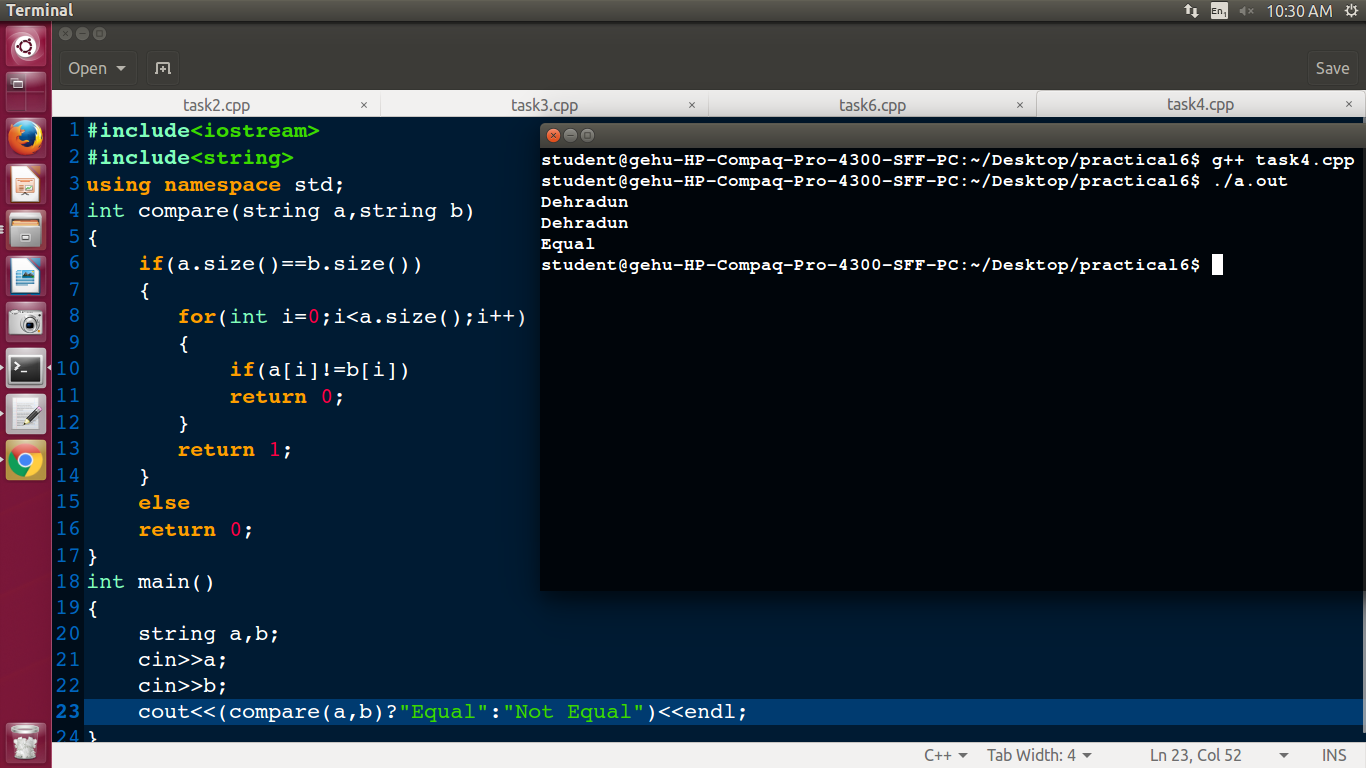 Terminal
En1 10:30 AM
Open Save
task2.cpp × task3.cpp × task6.cpp × task4.cpp ×
1 #include<iostream>
2 #include<string>
3 using namespace std;
4 int compare(string a,string b)
5 {
6 if(a.size()==b.size())
7 {
8 for(int i=0;i<a.size();i++)
9 {
10 if(a[i]!=b[i])
11 return 0;
12 }
13 return 1;
14 }
15 else
16 return 0;
17 }
18 int main()
19 {
20 string a,b;
21 cin>>a;
22 cin>>b;
23 cout<<(compare(a,b)?"Equal":"Not Equal")<<endl;
24 }
student@gehu-HP-Compaq-Pro-4300-SFF-PC:~/Desktop/practical6$ g++ task4.cpp
student@gehu-HP-Compaq-Pro-4300-SFF-PC:~/Desktop/practical6$ ./a.out
Dehradun
Dehradun
Equal
student@gehu-HP-Compaq-Pro-4300-SFF-PC:~/Desktop/practical6$
C++ Tab Width: 4 Ln 23, Col 52 INS